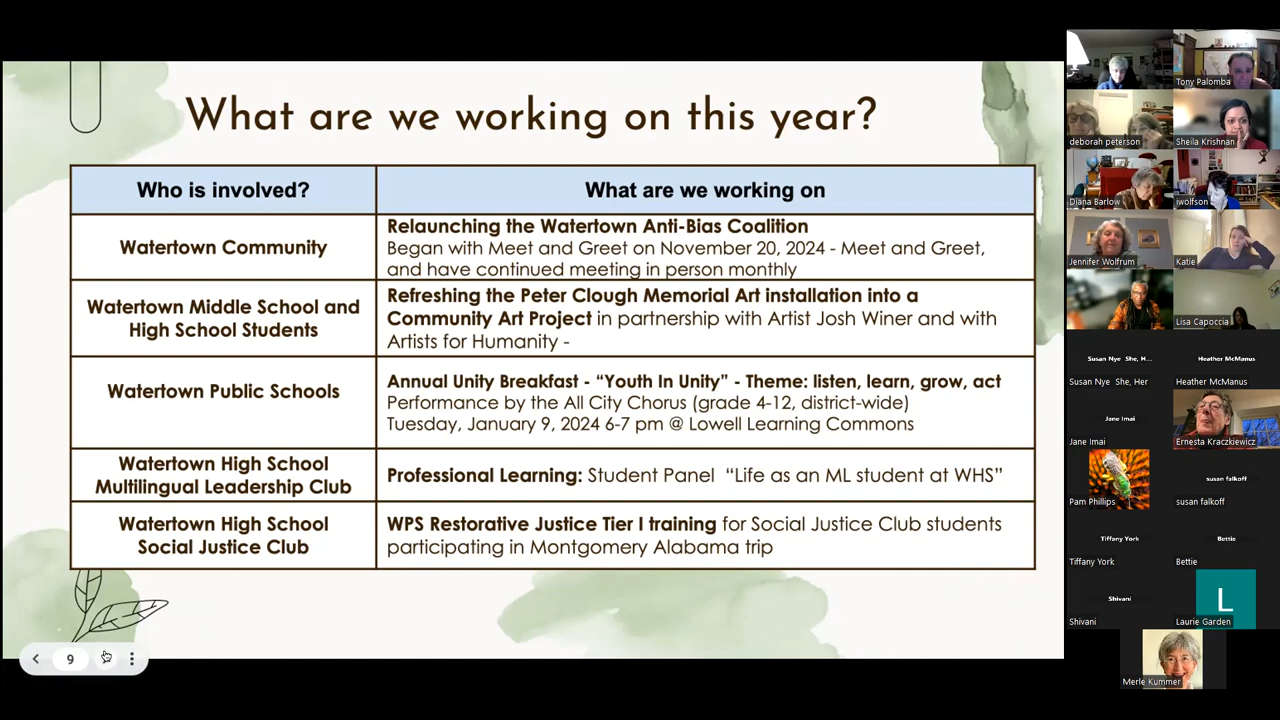 What are we working on this year?
Who is involved?
What are we working on
Watertown Community
Relaunching the Watertown Anti-Bias Coalition
Began with Meet and Greet on November 20, 2024 - Meet and Greet,
and have continued meeting in person monthly
Watertown Middle School and
High School Students
Refreshing the Peter Clough Memorial Art installation into a
Community Art Project in partnership with Artist Josh Winer and with
Artists for Humanity -
Watertown Public Schools
Annual Unity Breakfast - “Youth In Unity” - Theme: listen, learn, grow, act
Performance by the All City Chorus (grade 4-12, district-wide)
Tuesday, January 9, 2024 6-7 pm @ Lowell Learning Commons
Watertown High School
Multilingual Leadership Club
Professional Learning: Student Panel “Life as an ML student at WHS”
Watertown High School
Social Justice Club
WPS Restorative Justice Tier I training for Social Justice Club students
participating in Montgomery Alabama trip
9
Tony Palomba
deborah peterson
Sheila Krishnan
Diana Barlow
iwolfson
Jennifer Wolfrum
Katie
Lisa Capoccia
Susan Nye She, H...
Heather McManus
Susan Nye She, Her
Heather McManus
Jane Imai
Jane Imai
Ernesta Kraczkiewicz
susan falkoff
Pam Phillips
susan falkoff
Tiffany York
Bettie
Tiffany York
Bettie
Shivani
L
Shivani
Laurie Garden
Merle Kummer